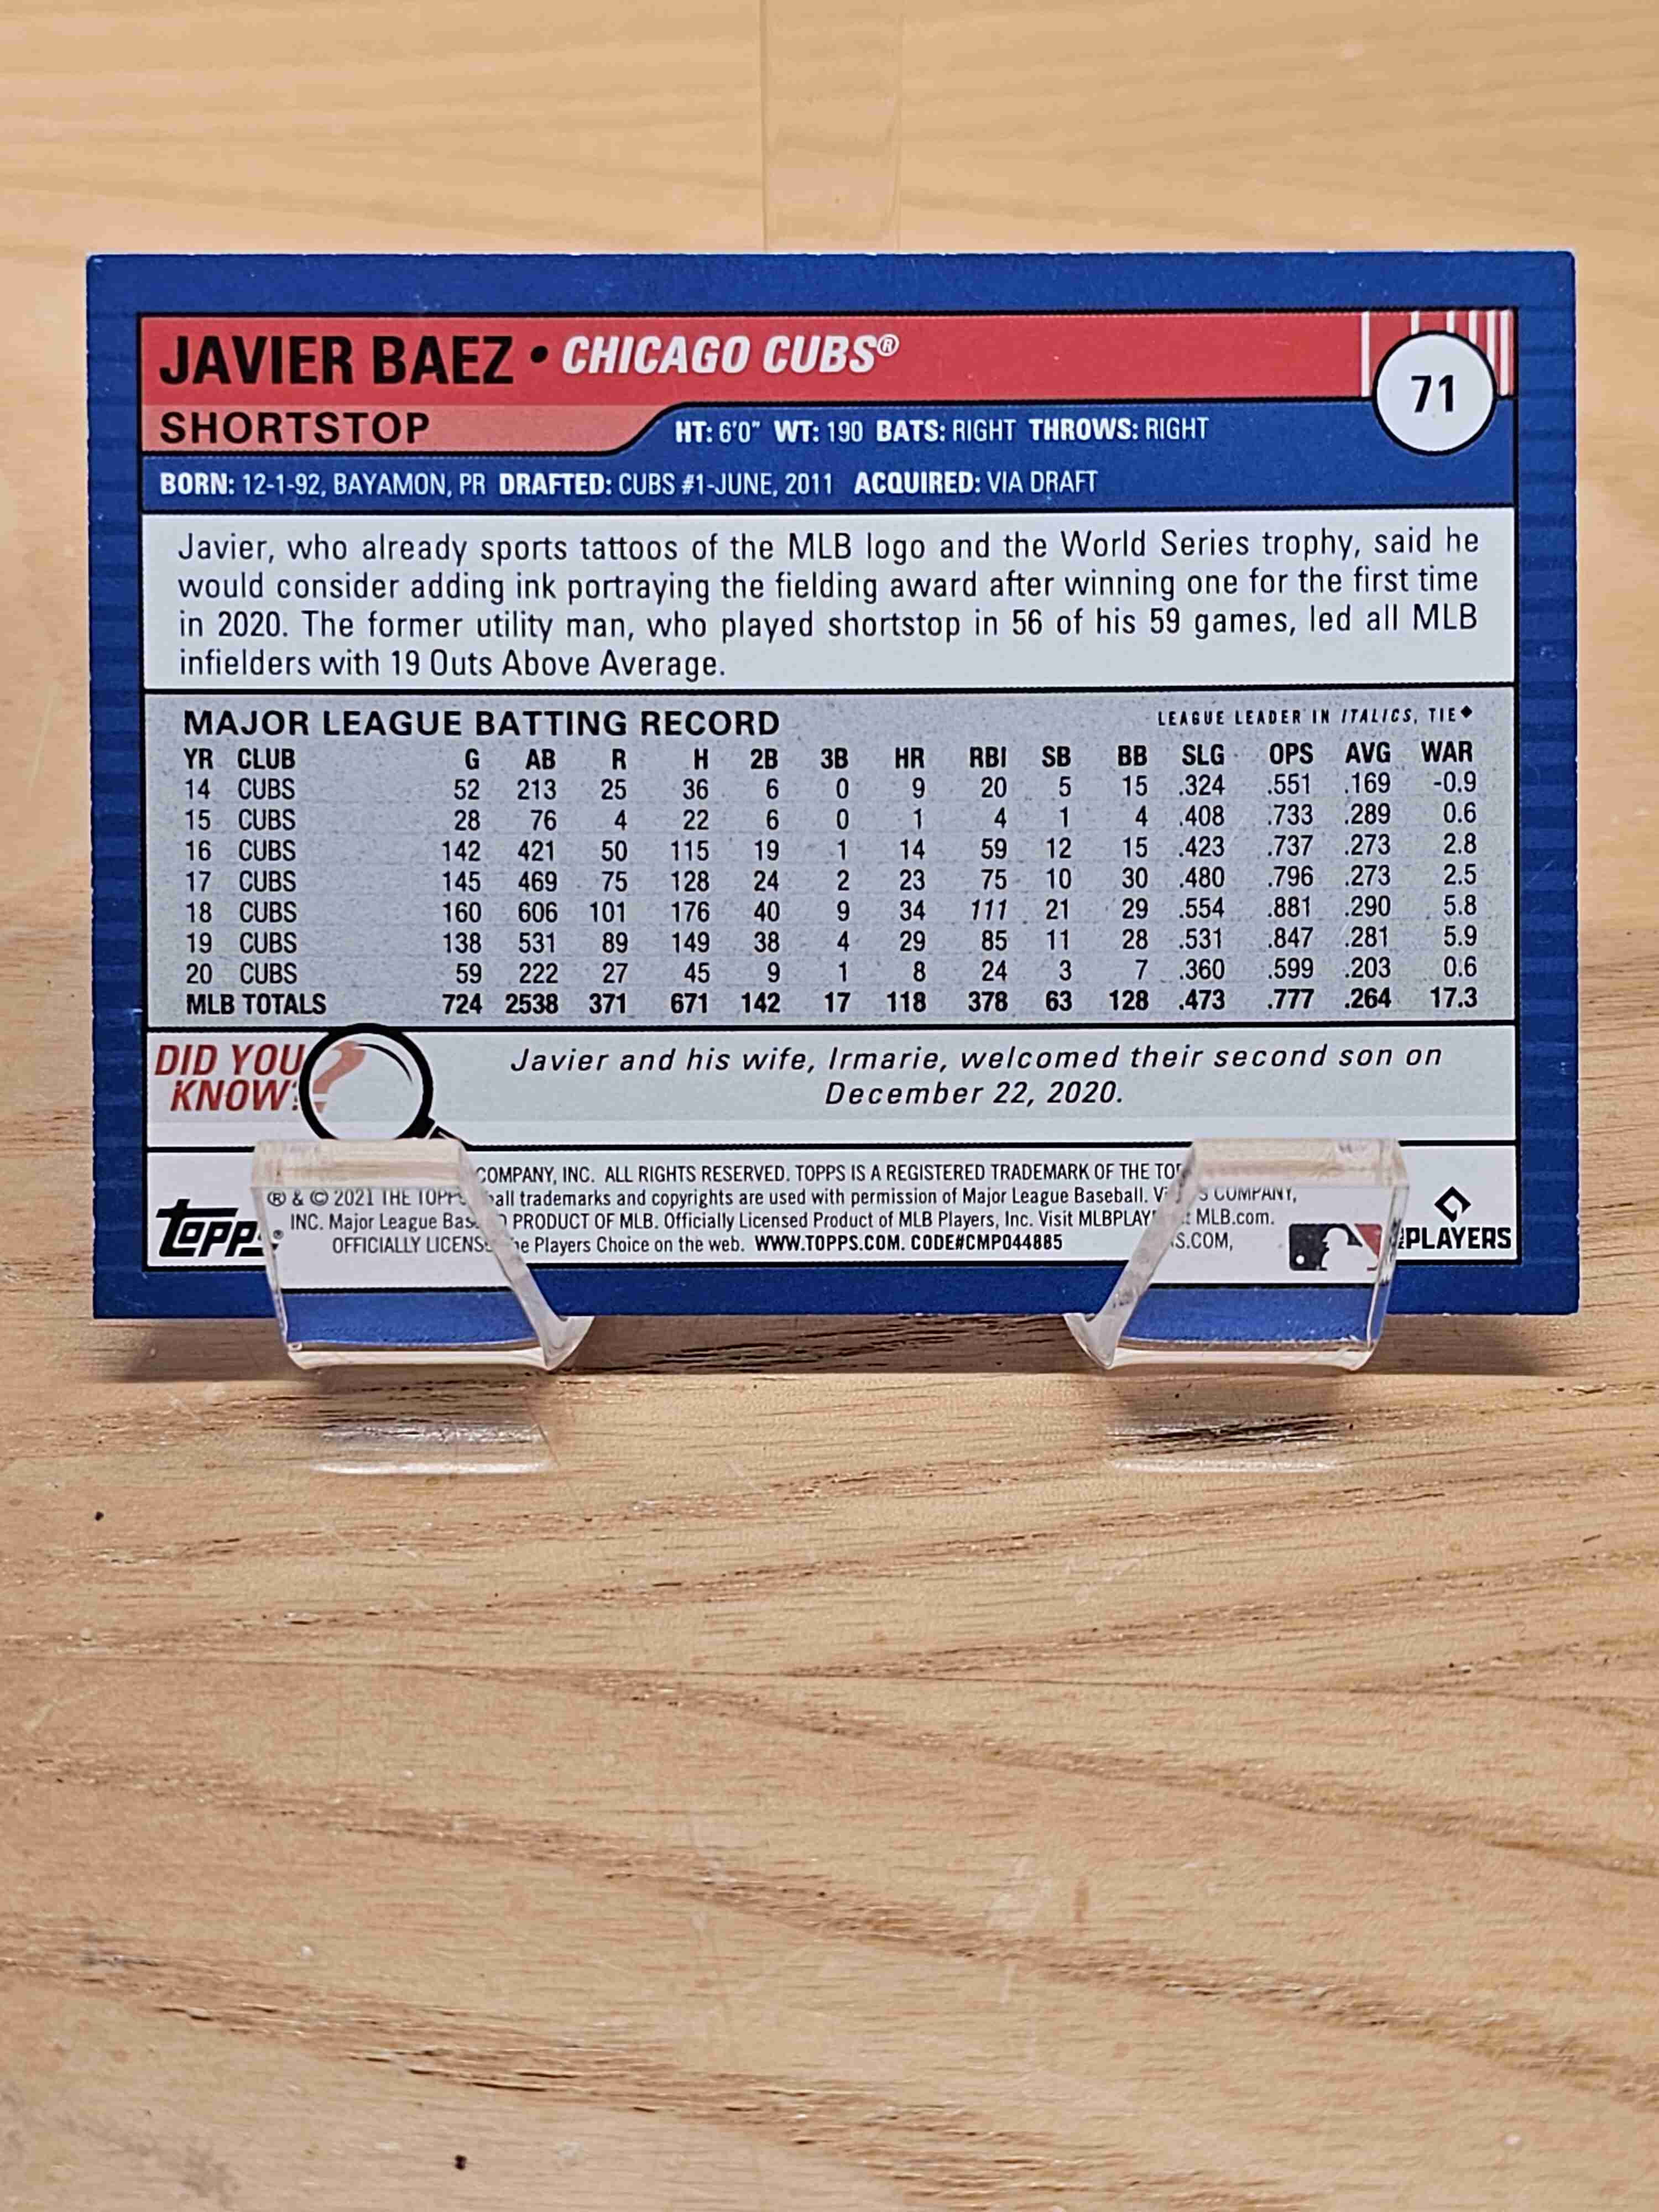 JAVIER BAEZ • CHICAGO CUBS®
71
SHORTSTOP
HT: 6'0" WT: 190 BATS: RIGHT THROWS: RIGHT
BORN: 12-1-92, BAYAMON, PR DRAFTED: CUBS #1-JUNE, 2011 ACQUIRED: VIA DRAFT
Javier, who already sports tattoos of the MLB logo and the World Series trophy, said he
would consider adding ink portraying the fielding award after winning one for the first time
in 2020. The former utility man, who played shortstop in 56 of his 59 games, led all MLB
infielders with 19 Outs Above Average.
MAJOR LEAGUE BATTING RECORD LEAGUE LEADER IN ITALICS, TIE◆
YR CLUB G AB R H 2B 3B HR RBI SB BB SLG OPS AVG WAR
14 CUBS 52 213 25 36 6 0 9 20 5 15 .324 .551 .169 -0.9
15 CUBS 28 76 4 22 6 0 1 4 1 4 .408 .733 .289 0.6
16 CUBS 142 421 50 115 19 1 14 59 12 15 .423 .737 .273 2.8
17 CUBS 145 469 75 128 24 2 23 75 10 30 .480 .796 .273 2.5
18 CUBS 160 606 101 176 40 9 34 111 21 29 .554 .881 .290 5.8
19 CUBS 138 531 89 149 38 4 29 85 11 28 .531 .847 .281 5.9
20 CUBS 59 222 27 45 9 1 8 24 3 7 .360 .599 .203 0.6
MLB TOTALS 724 2538 371 671 142 17 118 378 63 128 .473 .777 .264 17.3
DID YOU
KNOW?
Javier and his wife, Irmarie, welcomed their second son on
December 22, 2020.
COMPANY, INC. ALL RIGHTS RESERVED. TOPPS IS A REGISTERED TRADEMARK OF THE
® & © 2021 THE all trademarks and copyrights are used with permission of Major League Baseball. COMPANY,
INC. Major League PRODUCT OF MLB. Officially Licensed Product of MLB Players, Inc. Visit MLB.com.
OFFICIALLY Players Choice on the web. WWW.TOPPS.COM. CODE#CMP044885
topps
PLAYERS